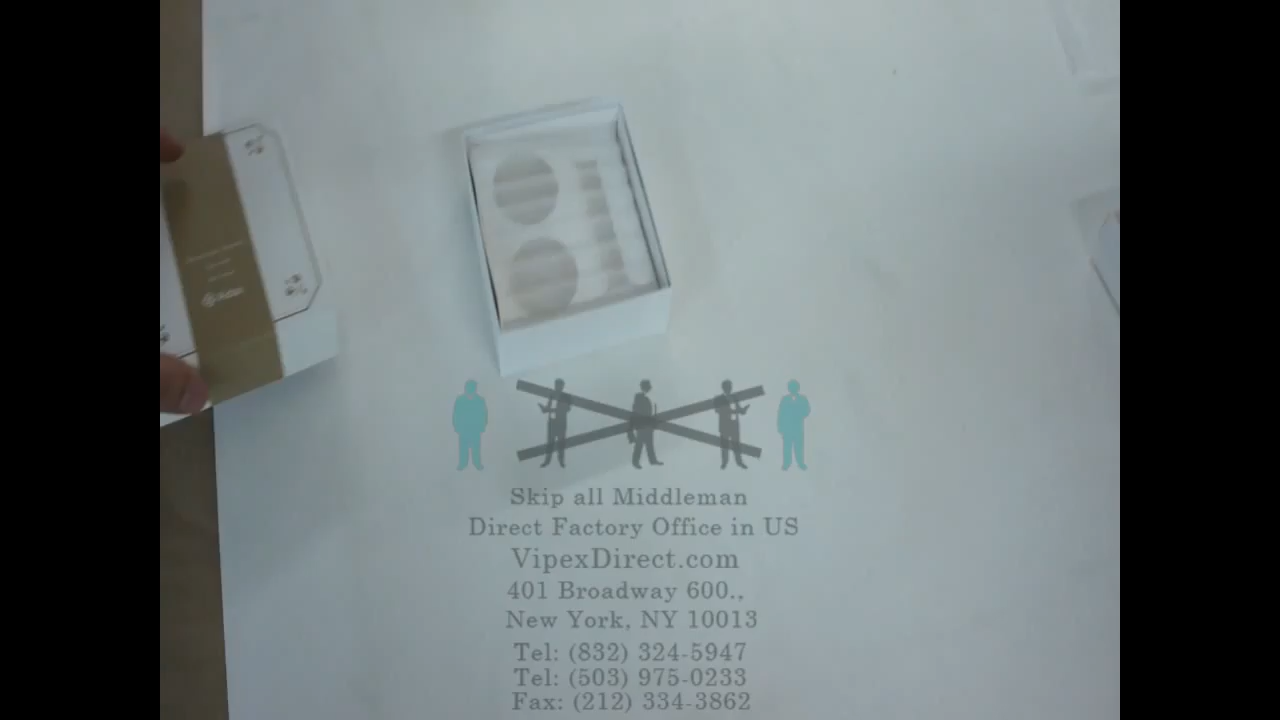 Skip all Middleman
Direct Factory Office in US
VipexDirect.com
401 Broadway 600.,
New York, NY 10013
Tel: (832) 324-5947
Tel: (503) 975-0233
Fax: (212) 334-3862